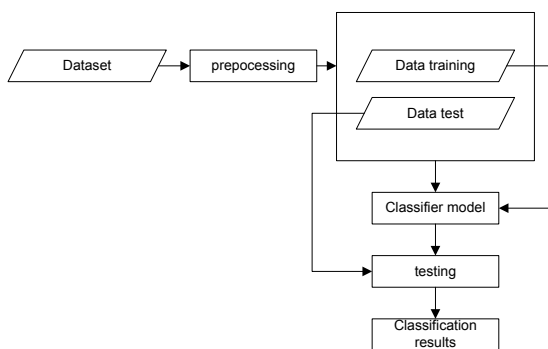 Dataset
prepocessing
Data training
Data test
Classifier model
testing
Classification
results